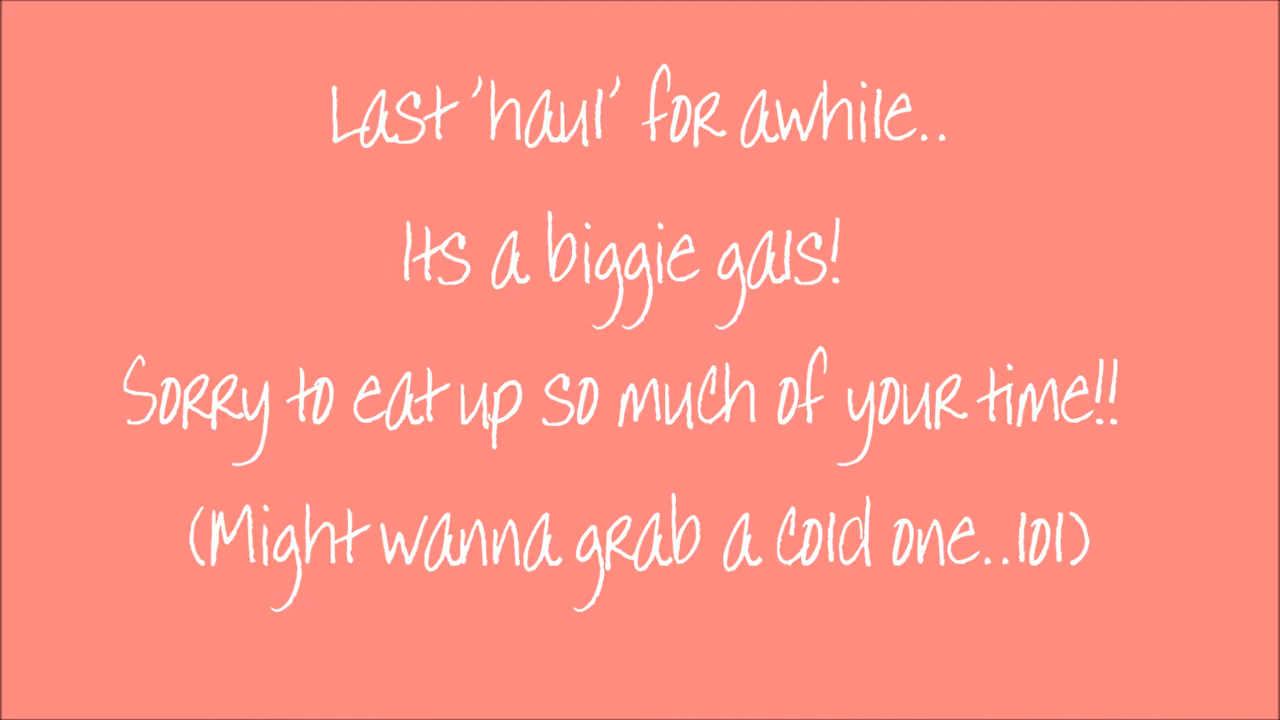 Last 'haul' for awhile..
Its a biggie gals!
Sorry to eat up so much of your time!!
(Might wanna grab a cold one..lol)